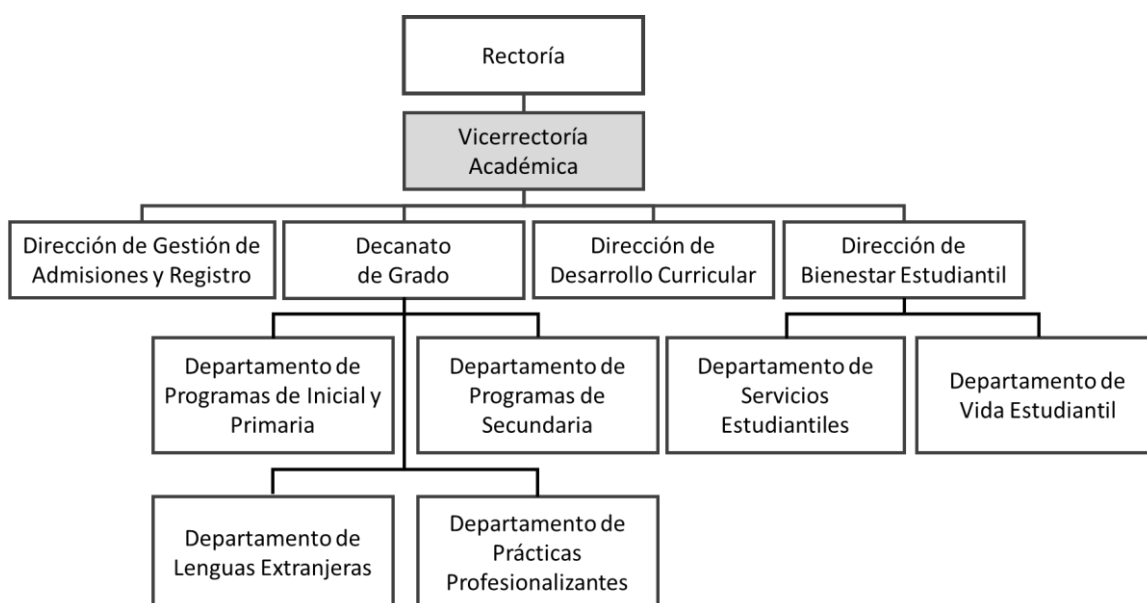 Rectoría
Vicerrectoría
Académica
Dirección de Gestión de
Admisiones y Registro
Decanato
de Grado
Dirección de
Desarrollo Curricular
Dirección de
Bienestar Estudiantil
Departamento de
Programas de Inicial y
Primaria
Departamento de
Programas de
Secundaria
Departamento de
Servicios
Estudiantiles
Departamento de
Vida Estudiantil
Departamento de
Lenguas Extranjeras
Departamento de
Prácticas
Profesionalizantes